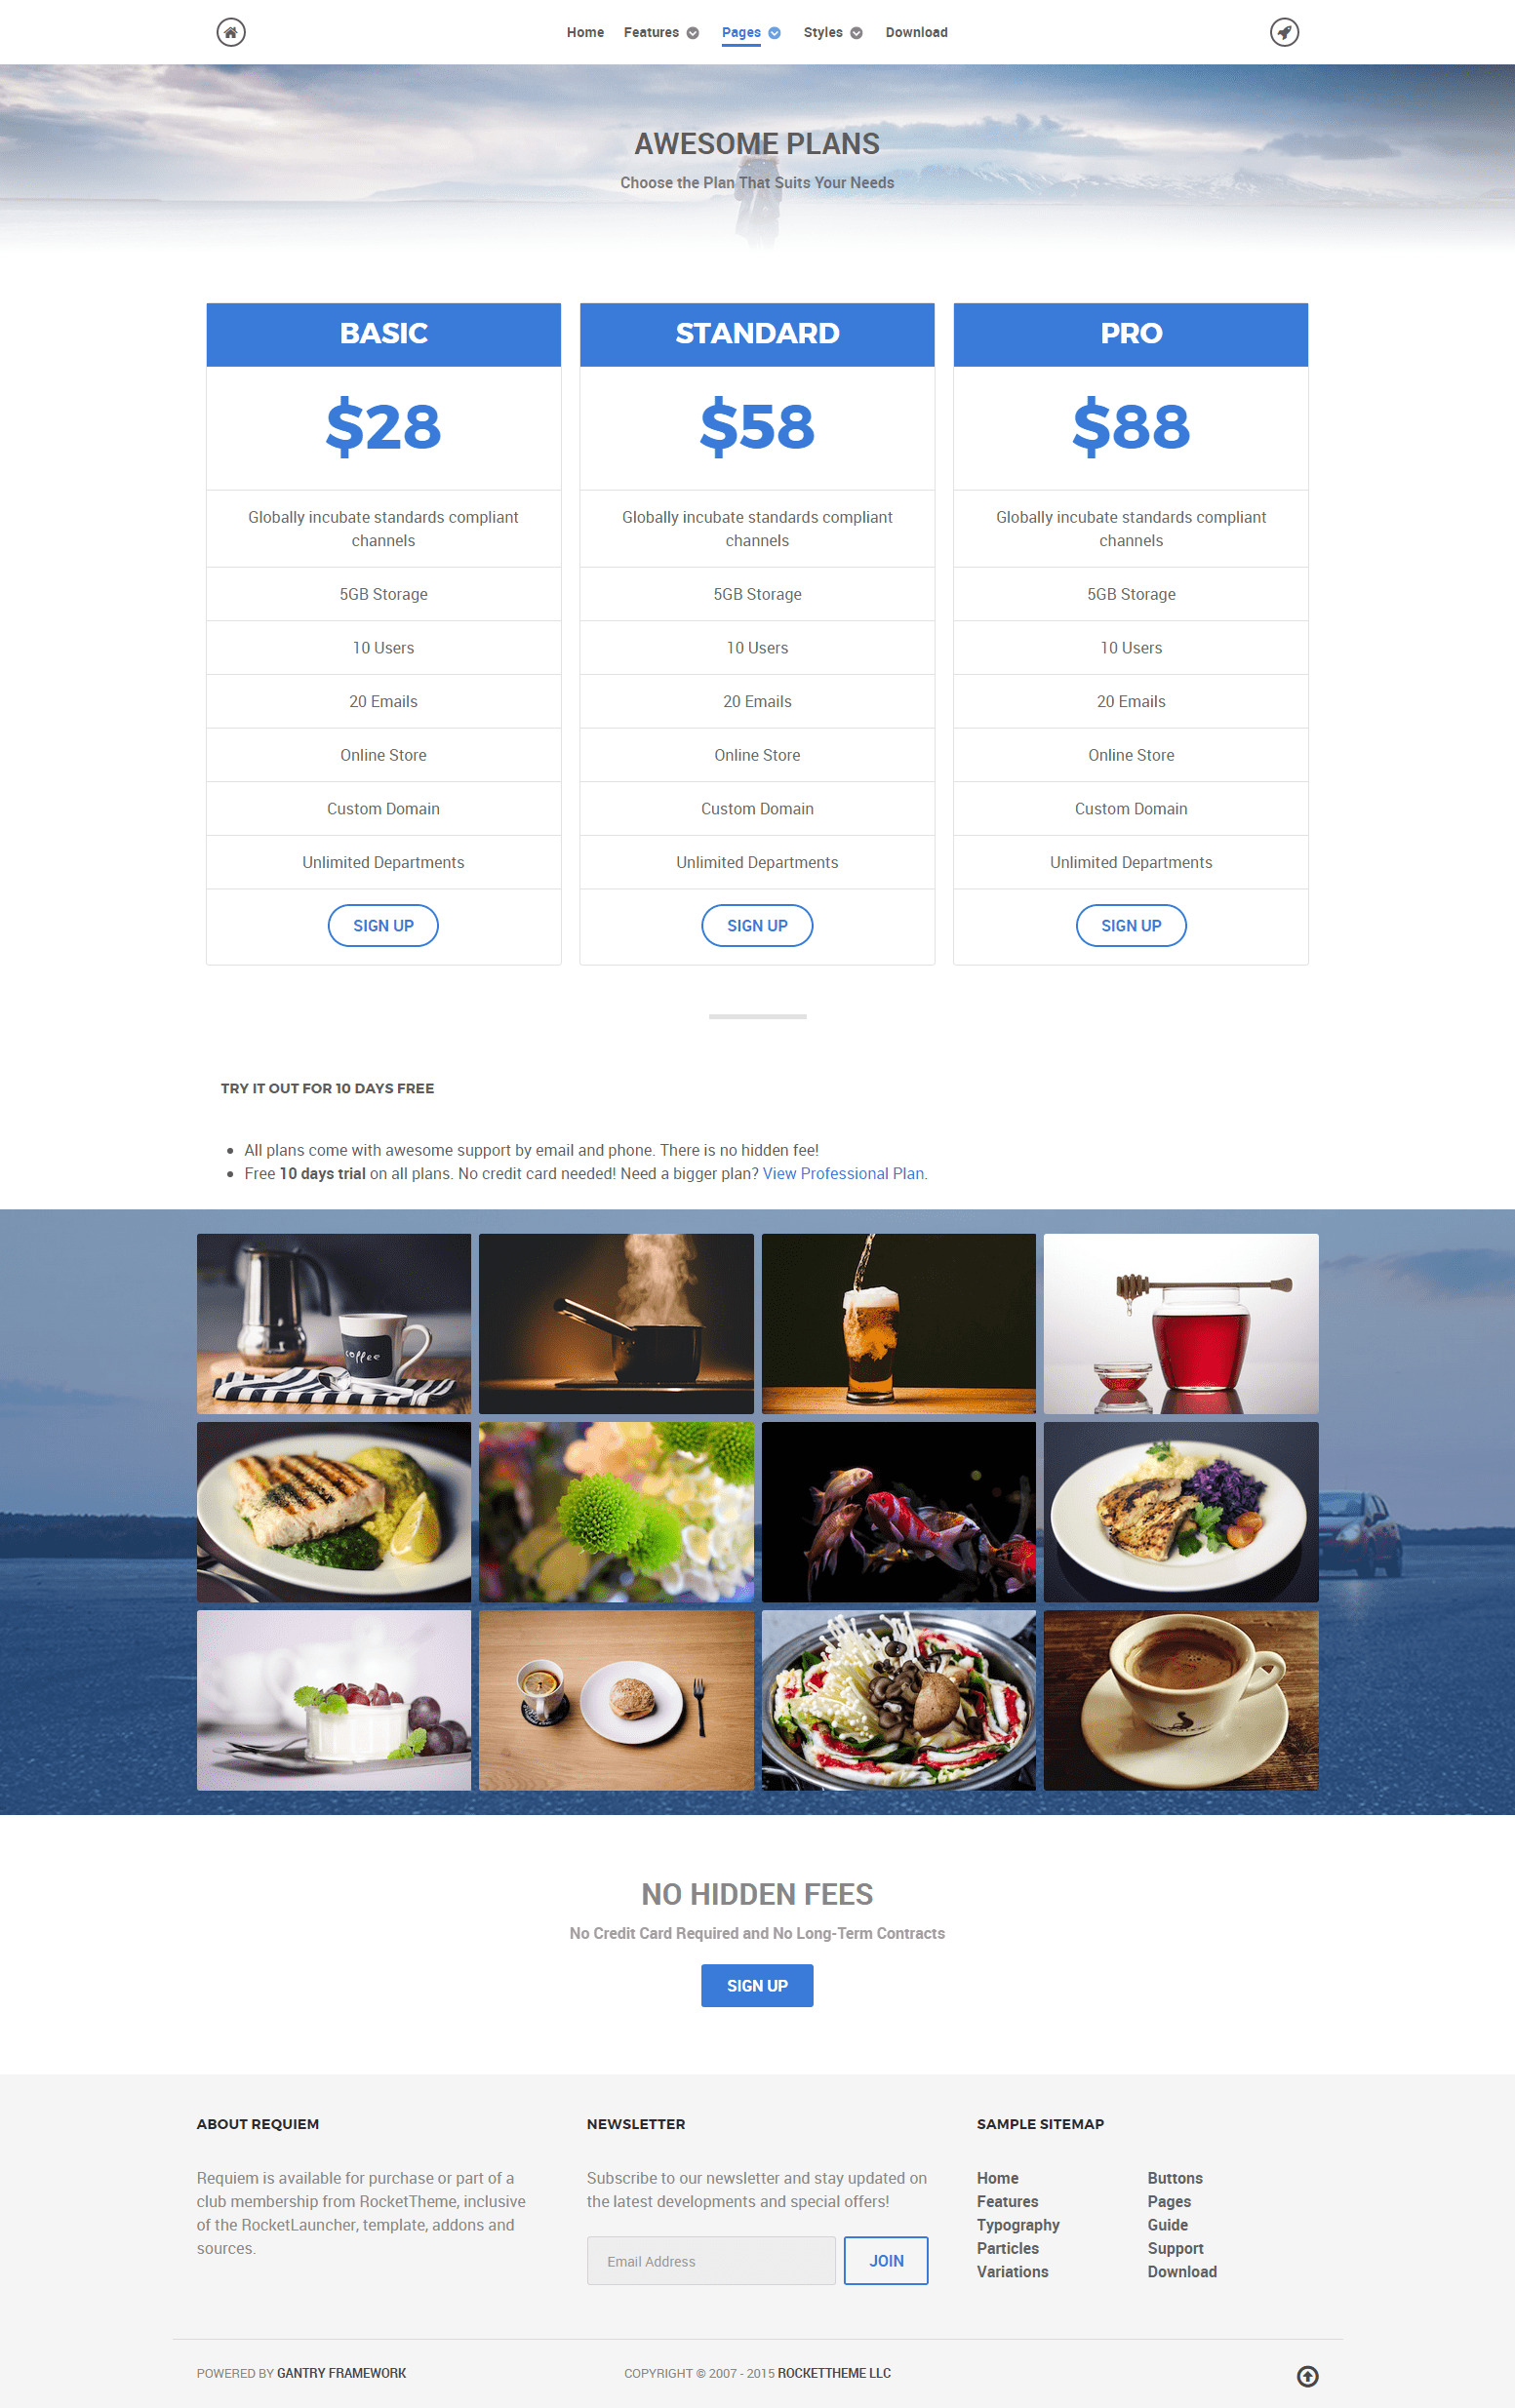 Home Features Pages Styles Download
AWESOME PLANS
Choose the Plan That Suits Your Needs
BASIC
$28
Globally incubate standards compliant
channels
5GB Storage
10 Users
20 Emails
Online Store
Custom Domain
Unlimited Departments
SIGN UP
STANDARD
$58
Globally incubate standards compliant
channels
5GB Storage
10 Users
20 Emails
Online Store
Custom Domain
Unlimited Departments
SIGN UP
PRO
$88
Globally incubate standards compliant
channels
5GB Storage
10 Users
20 Emails
Online Store
Custom Domain
Unlimited Departments
SIGN UP
TRY IT OUT FOR 10 DAYS FREE
All plans come with awesome support by email and phone. There is no hidden fee!
Free 10 days trial on all plans. No credit card needed! Need a bigger plan? View Professional Plan.
coffee
NO HIDDEN FEES
No Credit Card Required and No Long-Term Contracts
SIGN UP
ABOUT REQUIEM
Requiem is available for purchase or part of a
club membership from RocketTheme, inclusive
of the RocketLauncher, template, addons and
sources.
NEWSLETTER
Subscribe to our newsletter and stay updated on
the latest developments and special offers!
Email Address
JOIN
SAMPLE SITEMAP
Home
Features
Typography
Particles
Variations
Buttons
Pages
Guide
Support
Download
POWERED BY GANTRY FRAMEWORK
COPYRIGHT © 2007 - 2015 ROCKETTHEME LLC